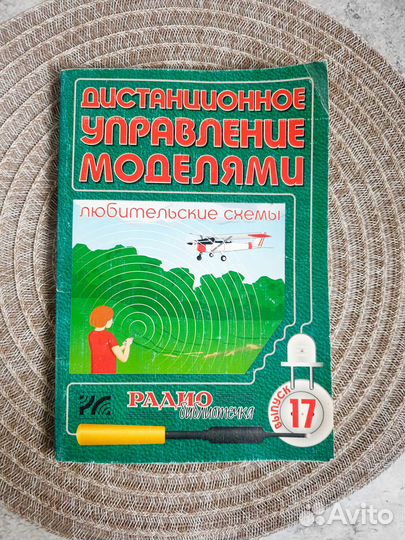 ДИСТАНЦИОННОЕ
УПРАВЛЕНИЕ
МОДЕЛЯМИ
ЛЮБИТЕЛЬСКИЕ СХЕМЫ
РАДИО
БИБЛИОТЕЧКА
ВЫПУСК
17
Avito